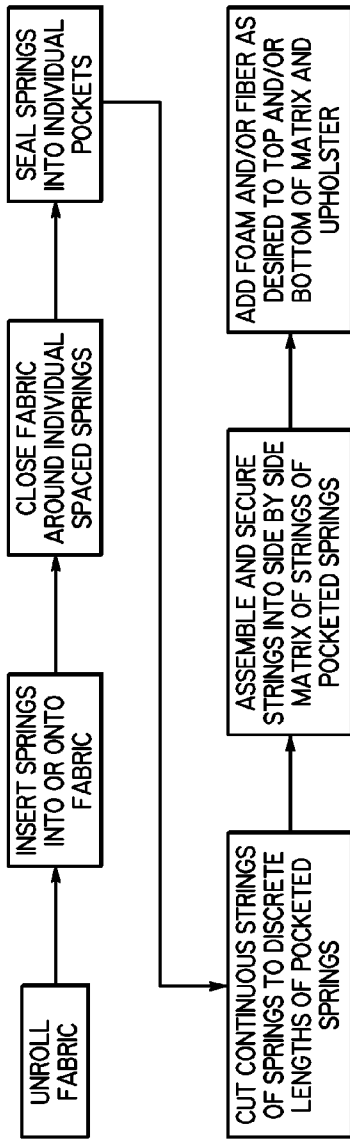 UNROLL
FABRIC
INSERT SPRINGS
INTO OR ONTO
FABRIC
CLOSE FABRIC
AROUND INDIVIDUAL
SPACED SPRINGS
SEAL SPRINGS
INTO INDIVIDUAL
POCKETS
CUT CONTINUOUS STRINGS
OF SPRINGS TO DISCRETE
LENGTHS OF POCKETED
SPRINGS
ASSEMBLE AND SECURE
STRINGS INTO SIDE BY SIDE
MATRIX OF STRINGS OF
POCKETED SPRINGS
ADD FOAM AND/OR FIBER AS
DESIRED TO TOP AND/OR
BOTTOM OF MATRIX AND
UPHOLSTER